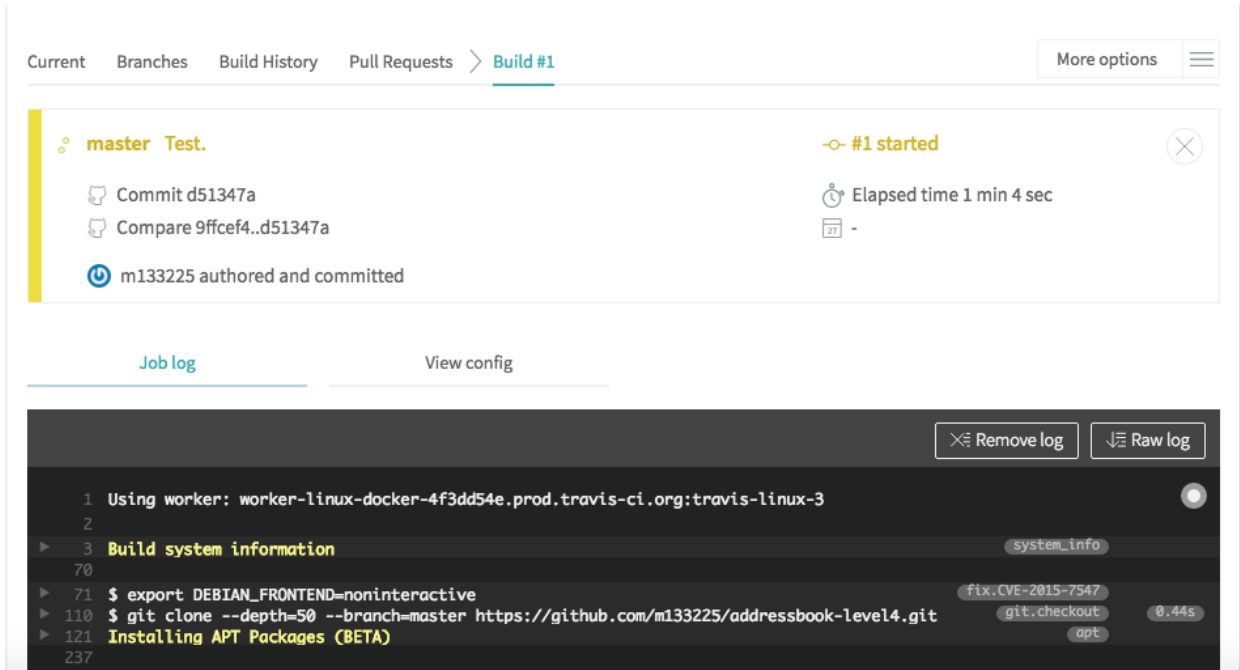 Current Branches Build History Pull Requests Build #1 More options
master Test. #1 started
Commit d51347a Elapsed time 1 min 4 sec
Compare 9ffcef4..d51347a 27 -
m133225 authored and committed
Job log View config
Remove log Raw log
1 Using worker: worker-linux-docker-4f3dd54e.prod.travis-ci.org:travis-linux-3
2
3 Build system information system_info
70
71 $ export DEBIAN_FRONTEND=noninteractive fix.CVE-2015-7547
110 $ git clone --depth=50 --branch=master https://github.com/m133225/addressbook-level4.git git.checkout 0.44s
121 Installing APT Packages (BETA) apt
237